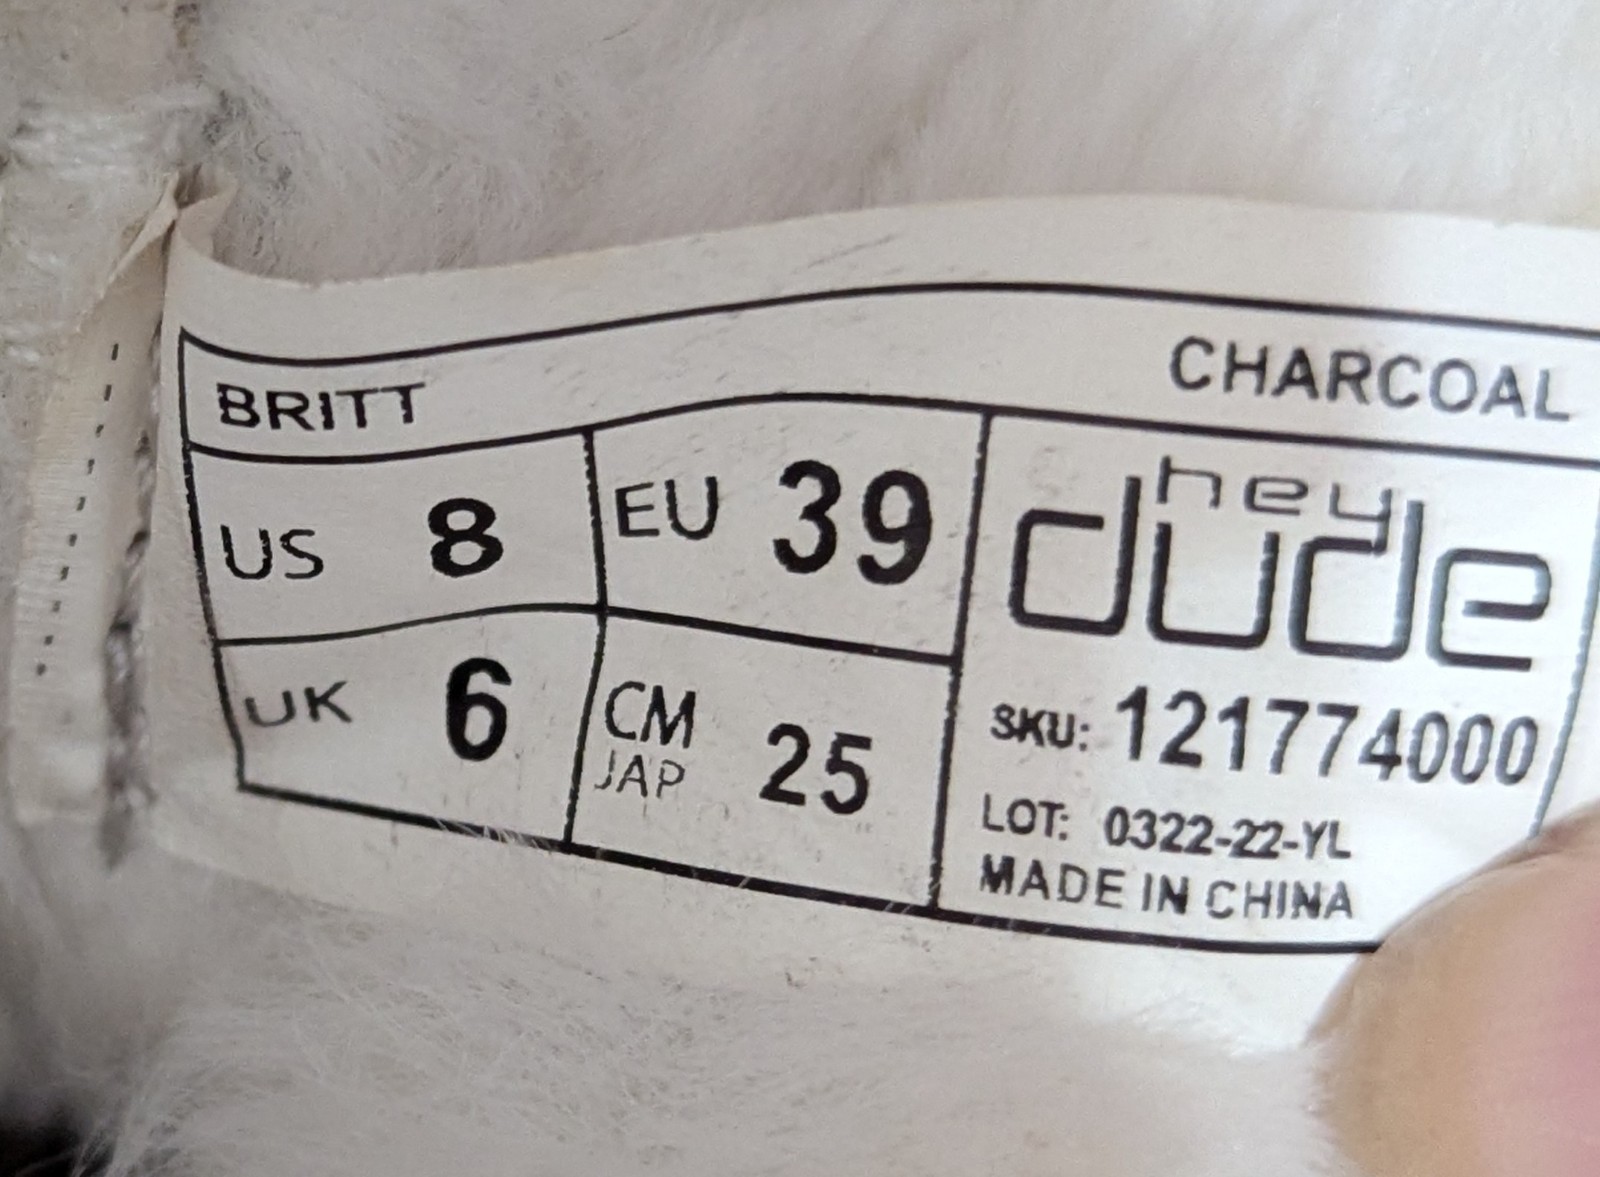 BRITT CHARCOAL
US 8 EU 39
UK 6 CM JAP 25
hey
dude
SKU: 121774000
LOT: 0322-22-YL
MADE IN CHINA